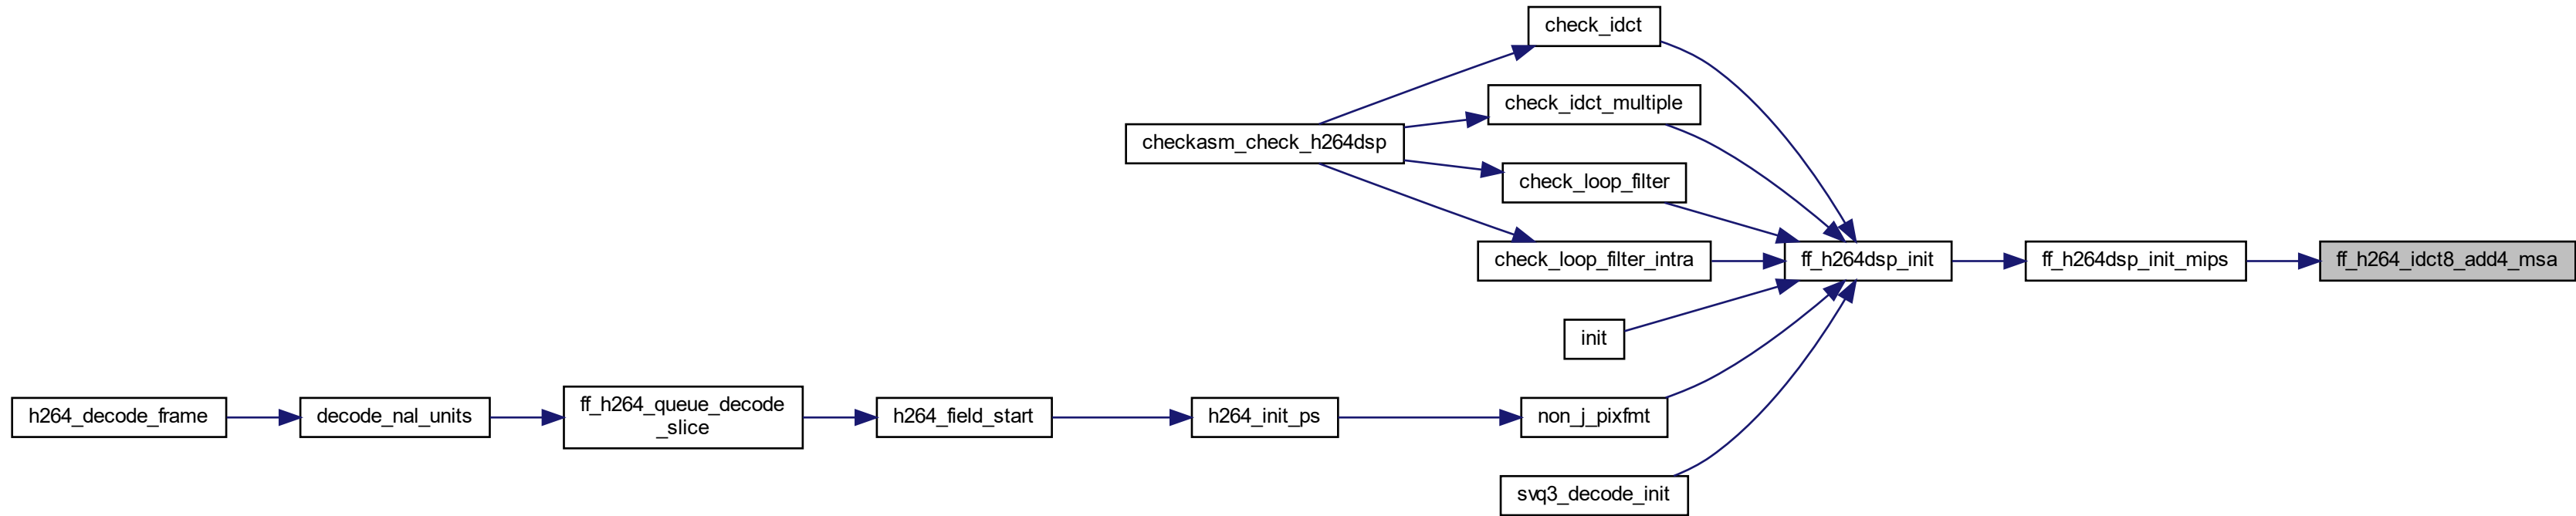 check_idct
check_idct_multiple
checkasm_check_h264dsp
check_loop_filter
check_loop_filter_intra
ff_h264dsp_init
ff_h264dsp_init_mips
ff_h264_idct8_add4_msa
init
h264_decode_frame
decode_nal_units
ff_h264_queue_decode
_slice
h264_field_start
h264_init_ps
non_j_pixfmt
svq3_decode_init